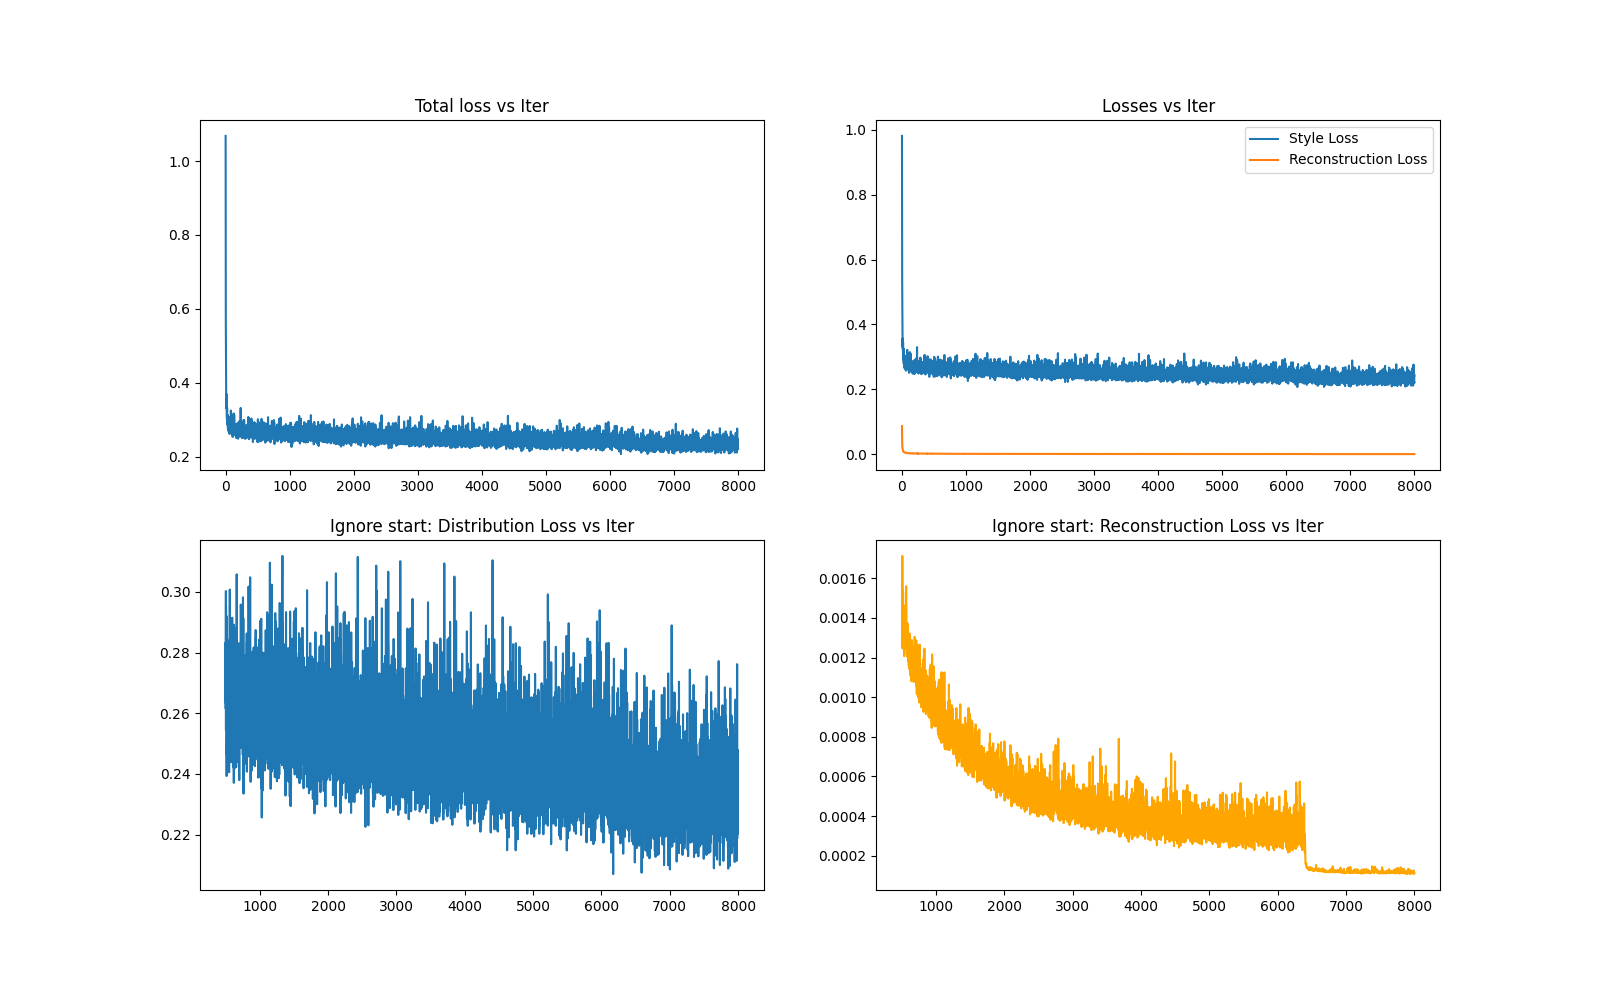 Total loss vs Iter
1.0
0.8
0.6
0.4
0.2
0 1000 2000 3000 4000 5000 6000 7000 8000
Losses vs Iter
Style Loss
Reconstruction Loss
1.0
0.8
0.6
0.4
0.2
0.0
0 1000 2000 3000 4000 5000 6000 7000 8000
Ignore start: Distribution Loss vs Iter
0.30
0.28
0.26
0.24
0.22
1000 2000 3000 4000 5000 6000 7000 8000
Ignore start: Reconstruction Loss vs Iter
0.0016
0.0014
0.0012
0.0010
0.0008
0.0006
0.0004
0.0002
1000 2000 3000 4000 5000 6000 7000 8000